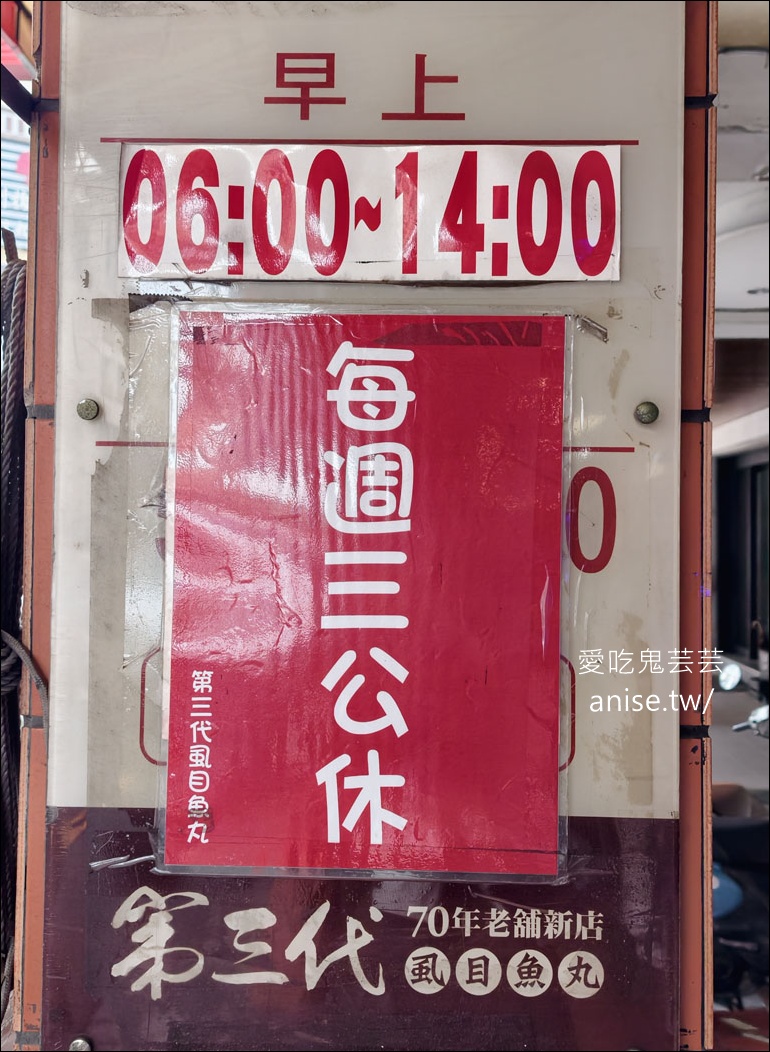 早上
06:00~14:00
每週三公休
第三代虱目魚丸
0
愛吃鬼芸芸
anise.tw/
第三代
70年老舖新店
虱目魚丸